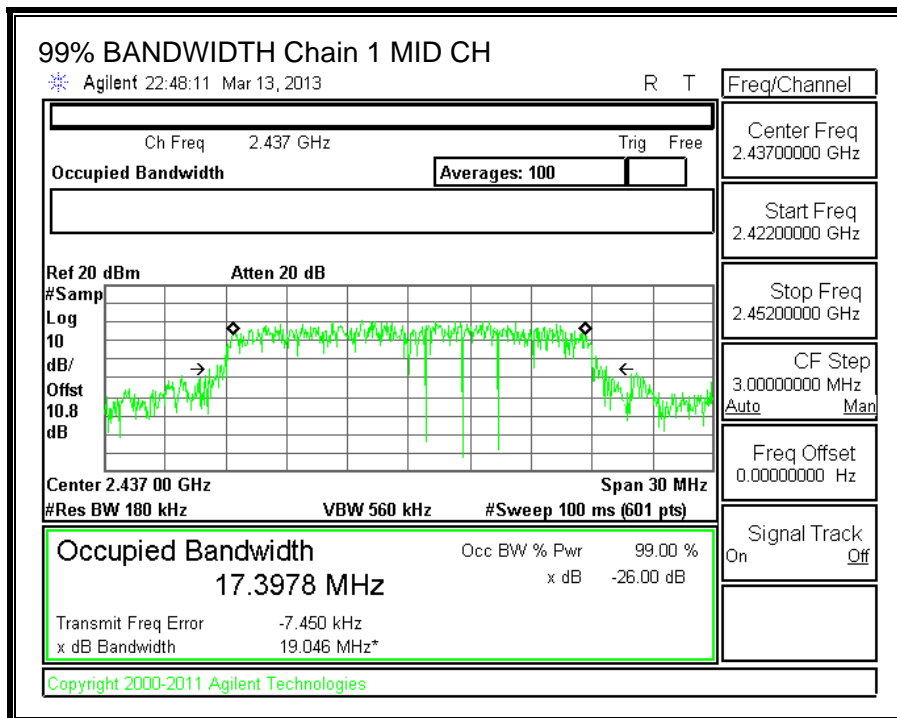 99% BANDWIDTH Chain 1 MID CH
Agilent 22:48:11 Mar 13, 2013 R T
Freq/Channel
Ch Freq 2.437 GHz Trig Free
Occupied Bandwidth Averages: 100
Center Freq
2.43700000 GHz
Start Freq
2.42200000 GHz
Stop Freq
2.45200000 GHz
CF Step
3.00000000 MHz
Auto Man
Freq Offset
0.00000000 Hz
Signal Track
On Off
Ref 20 dBm Atten 20 dB
#Samp
Log
10
dB/
Offst
10.8
dB
Center 2.437 00 GHz Span 30 MHz
#Res BW 180 kHz VBW 560 kHz #Sweep 100 ms (601 pts)
Occupied Bandwidth Occ BW % Pwr 99.00 %
17.3978 MHz x dB -26.00 dB
Transmit Freq Error -7.450 kHz
x dB Bandwidth 19.046 MHz*
Copyright 2000-2011 Agilent Technologies